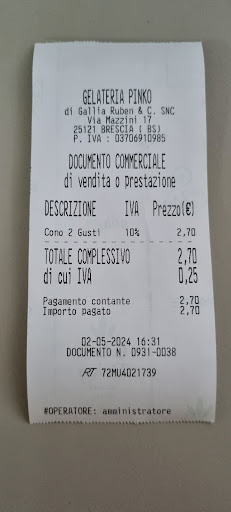 GELATERIA PINKO
di Gallia Ruben & C. SNC
Via Mazzini 17
25121 BRESCIA ( BS)
P. IVA : 03706910985
DOCUMENTO COMMERCIALE
di vendita o prestazione
DESCRIZIONE IVA Prezzo(€)
Cono 2 Gusti 10% 2,70
TOTALE COMPLESSIVO 2,70
di cui IVA 0,25
Pagamento contante 2,70
Importo pagato 2,70
02-05-2024 16:31
DOCUMENTO N. 0931-0038
RT 72MU4021739
#OPERATORE: amministratore